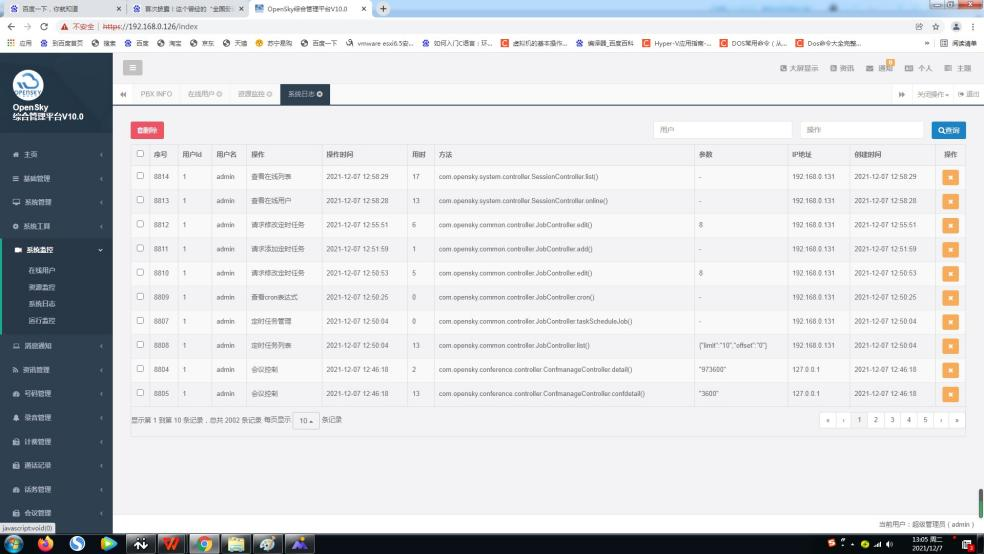 百度一下，你就知道
首次披露！这个曾经的"全国安
OpenSky综合管理平台V10.0
不安全 | https://192.168.0.126/index
应用 到百度首页 搜索 百度 淘宝 京东 天猫 苏宁易购 百度一下 vmware esxi6.5安... 如何入门C语言：环... 虚拟机的基本操作... 编译器_百度百科 Hyper-V应用指南-... DOS常用命令（从... Dos命令大全完整... » 阅读清单
OPENSKY
OpenSky
综合管理平台V10.0
大屏显示 资讯 通知 个人 主题
PBX INFO 在线用户 资源监控 系统日志 关闭操作 退出
主页
基础管理
系统管理
系统工具
系统监控
在线用户
资源监控
系统日志
运行监控
消息通知
资讯管理
号码管理
录音管理
计费管理
通话记录
话务管理
会议管理
删除 用户 操作 查询
序号 用户Id 用户名 操作 操作时间 用时 方法 参数 IP地址 创建时间 操作
8814 1 admin 查看在线列表 2021-12-07 12:58:29 17 com.opensky.system.controller.SessionController.list() - 192.168.0.131 2021-12-07 12:58:29
8813 1 admin 查看在线用户 2021-12-07 12:58:28 13 com.opensky.system.controller.SessionController.online() - 192.168.0.131 2021-12-07 12:58:28
8812 1 admin 请求修改定时任务 2021-12-07 12:55:51 6 com.opensky.common.controller.JobController.edit() 8 192.168.0.131 2021-12-07 12:55:51
8811 1 admin 请求添加定时任务 2021-12-07 12:51:59 1 com.opensky.common.controller.JobController.add() - 192.168.0.131 2021-12-07 12:51:59
8810 1 admin 请求修改定时任务 2021-12-07 12:50:53 5 com.opensky.common.controller.JobController.edit() 8 192.168.0.131 2021-12-07 12:50:53
8809 1 admin 查看cron表达式 2021-12-07 12:50:25 0 com.opensky.common.controller.JobController.cron() - 192.168.0.131 2021-12-07 12:50:25
8807 1 admin 定时任务管理 2021-12-07 12:50:04 0 com.opensky.common.controller.JobController.taskScheduleJob() - 192.168.0.131 2021-12-07 12:50:04
8808 1 admin 定时任务列表 2021-12-07 12:50:04 13 com.opensky.common.controller.JobController.list() {"limit":"10","offset":"0"} 192.168.0.131 2021-12-07 12:50:04
8804 1 admin 会议控制 2021-12-07 12:46:18 2 com.opensky.conference.controller.ConfmanageController.detail() "973600" 127.0.0.1 2021-12-07 12:46:18
8805 1 admin 会议控制 2021-12-07 12:46:18 13 com.opensky.conference.controller.ConfmanageController.confdetail() "3600" 127.0.0.1 2021-12-07 12:46:18
显示第 1 到第 10 条记录，总共 2002 条记录 每页显示 10 条记录 « ‹ 1 2 3 4 5 › »
当前用户：超级管理员（admin）
javascript:void(0)
13:05 周二
2021/12/7